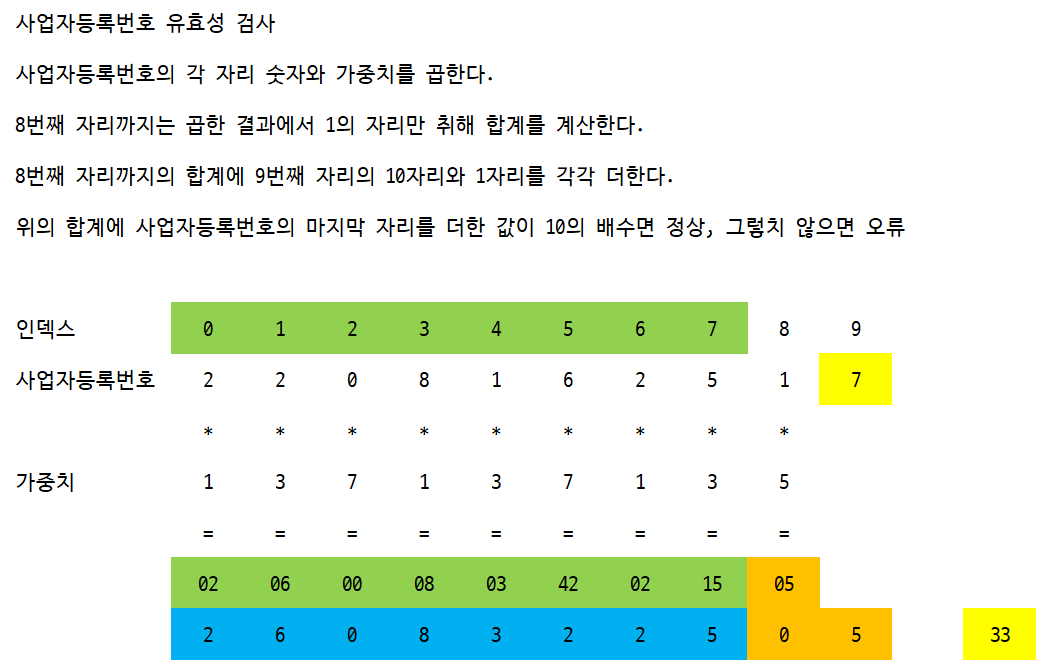 사업자등록번호 유효성 검사
사업자등록번호의 각 자리 숫자와 가중치를 곱한다.
8번째 자리까지는 곱한 결과에서 1의 자리만 취해 합계를 계산한다.
8번째 자리까지의 합계에 9번째 자리의 10자리와 1자리를 각각 더한다.
위의 합계에 사업자등록번호의 마지막 자리를 더한 값이 10의 배수면 정상, 그렇치 않으면 오류
인덱스 0 1 2 3 4 5 6 7 8 9
사업자등록번호 2 2 0 8 1 6 2 5 1 7
* * * * * * * * *
가중치 1 3 7 1 3 7 1 3 5
= = = = = = = = =
02 06 00 08 03 42 02 15 05
2 6 0 8 3 2 2 5 0 5 33